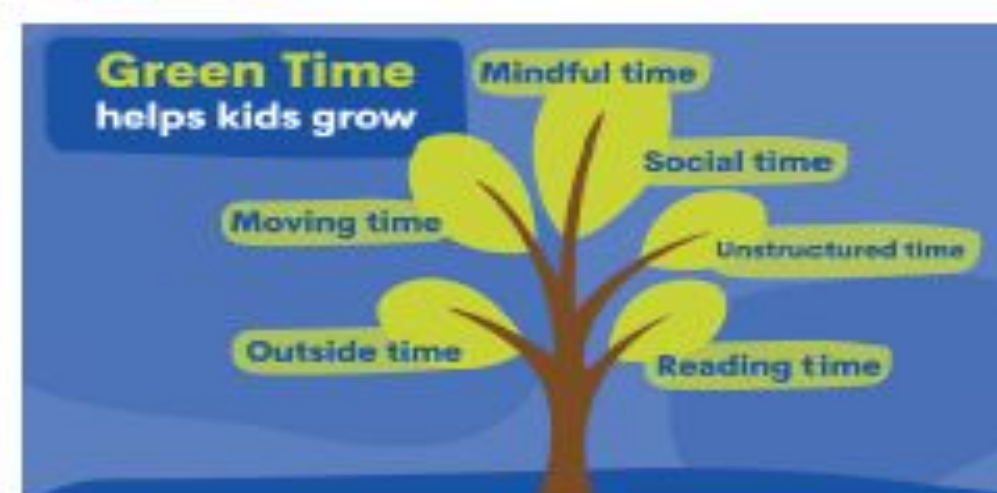 Green Time
helps kids grow
Mindful time
Social time
Moving time
Unstructured time
Outside time
Reading time